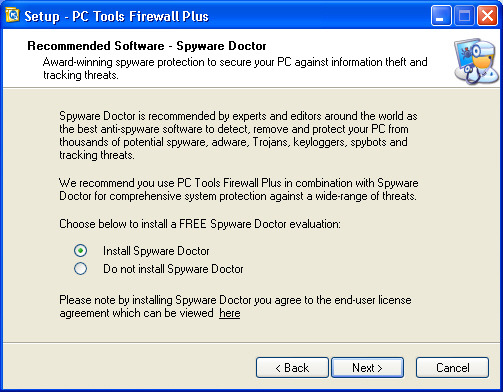 Setup - PC Tools Firewall Plus
Recommended Software - Spyware Doctor
Award-winning spyware protection to secure your PC against information theft and
tracking threats.
Spyware Doctor is recommended by experts and editors around the world as
the best anti-spyware software to detect, remove and protect your PC from
thousands of potential spyware, adware, Trojans, keyloggers, spybots and
tracking threats.
We recommend you use PC Tools Firewall Plus in combination with Spyware
Doctor for comprehensive system protection against a wide-range of threats.
Choose below to install a FREE Spyware Doctor evaluation:
Install Spyware Doctor
Do not install Spyware Doctor
Please note by installing Spyware Doctor you agree to the end-user license
agreement which can be viewed here
< Back Next > Cancel